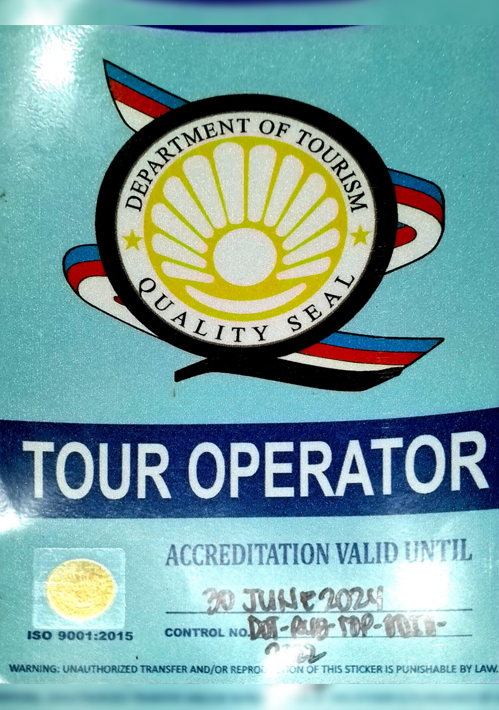 DEPARTMENT OF TOURISM
QUALITY SEAL
TOUR OPERATOR
ACCREDITATION VALID UNTIL
30 JUNE 2024
ISO 9001:2015
CONTROL NO.
WARNING: UNAUTHORIZED TRANSFER AND/OR OF THIS STICKER IS PUNISHABLE BY LAW.